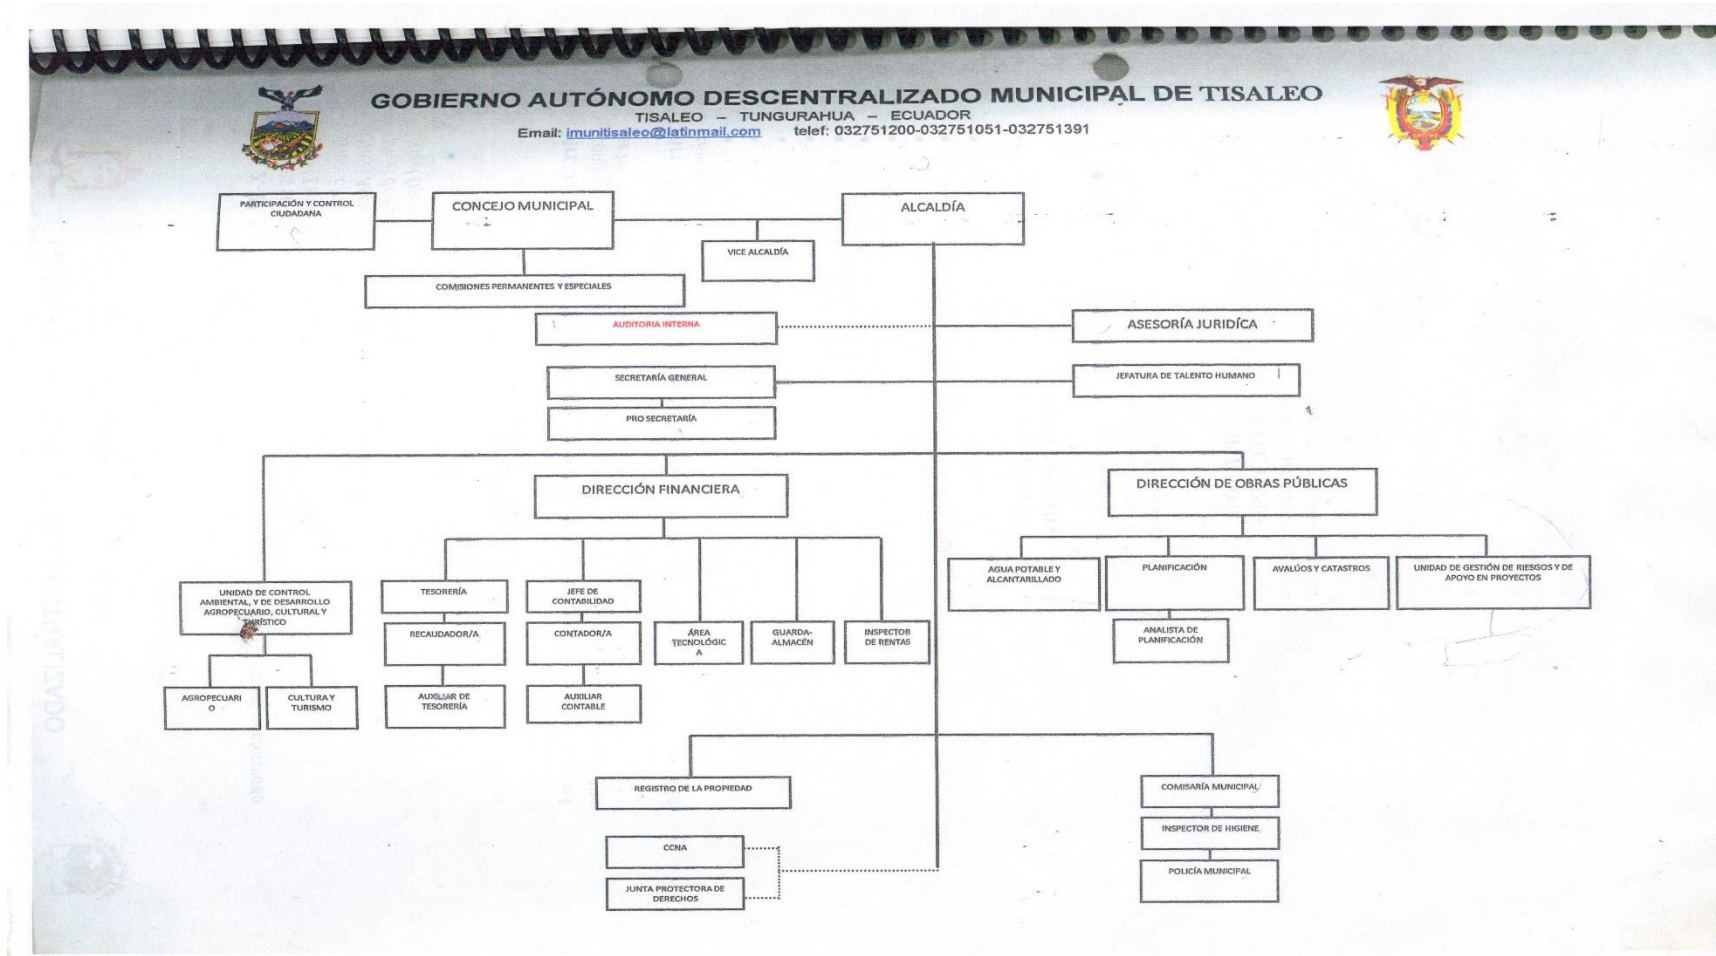 GOBIERNO AUTÓNOMO DESCENTRALIZADO MUNICIPAL DE TISALEO
TISALEO – TUNGURAHUA – ECUADOR
Email: imunitisaleo@latinmail.com telef: 032751200-032751051-032751391
PARTICIPACIÓN Y CONTROL
CIUDADANA
CONCEJO MUNICIPAL
ALCALDÍA
VICE ALCALDÍA
COMISIONES PERMANENTES Y ESPECIALES
AUDITORIA INTERNA
ASESORÍA JURIDÍCA
SECRETARÍA GENERAL
JEFATURA DE TALENTO HUMANO
PRO SECRETARÍA
DIRECCIÓN FINANCIERA
DIRECCIÓN DE OBRAS PÚBLICAS
UNIDAD DE CONTROL
AMBIENTAL, Y DE DESARROLLO
AGROPECUARIO, CULTURAL Y
TURÍSTICO
AGROPECUARI
O
CULTURA Y
TURISMO
TESORERÍA
RECAUDADOR/A
AUXILIAR DE
TESORERÍA
JEFE DE
CONTABILIDAD
CONTADOR/A
AUXILIAR
CONTABLE
ÁREA
TECNOLÓGIC
A
GUARDA-
ALMACÉN
INSPECTOR
DE RENTAS
AGUA POTABLE Y
ALCANTARILLADO
PLANIFICACIÓN
ANALISTA DE
PLANIFICACIÓN
AVALÚOS Y CATASTROS
UNIDAD DE GESTIÓN DE RIESGOS Y DE
APOYO EN PROYECTOS
REGISTRO DE LA PROPIEDAD
COMISARÍA MUNICIPAL
INSPECTOR DE HIGIENE
POLICÍA MUNICIPAL
CCNA
JUNTA PROTECTORA DE
DERECHOS